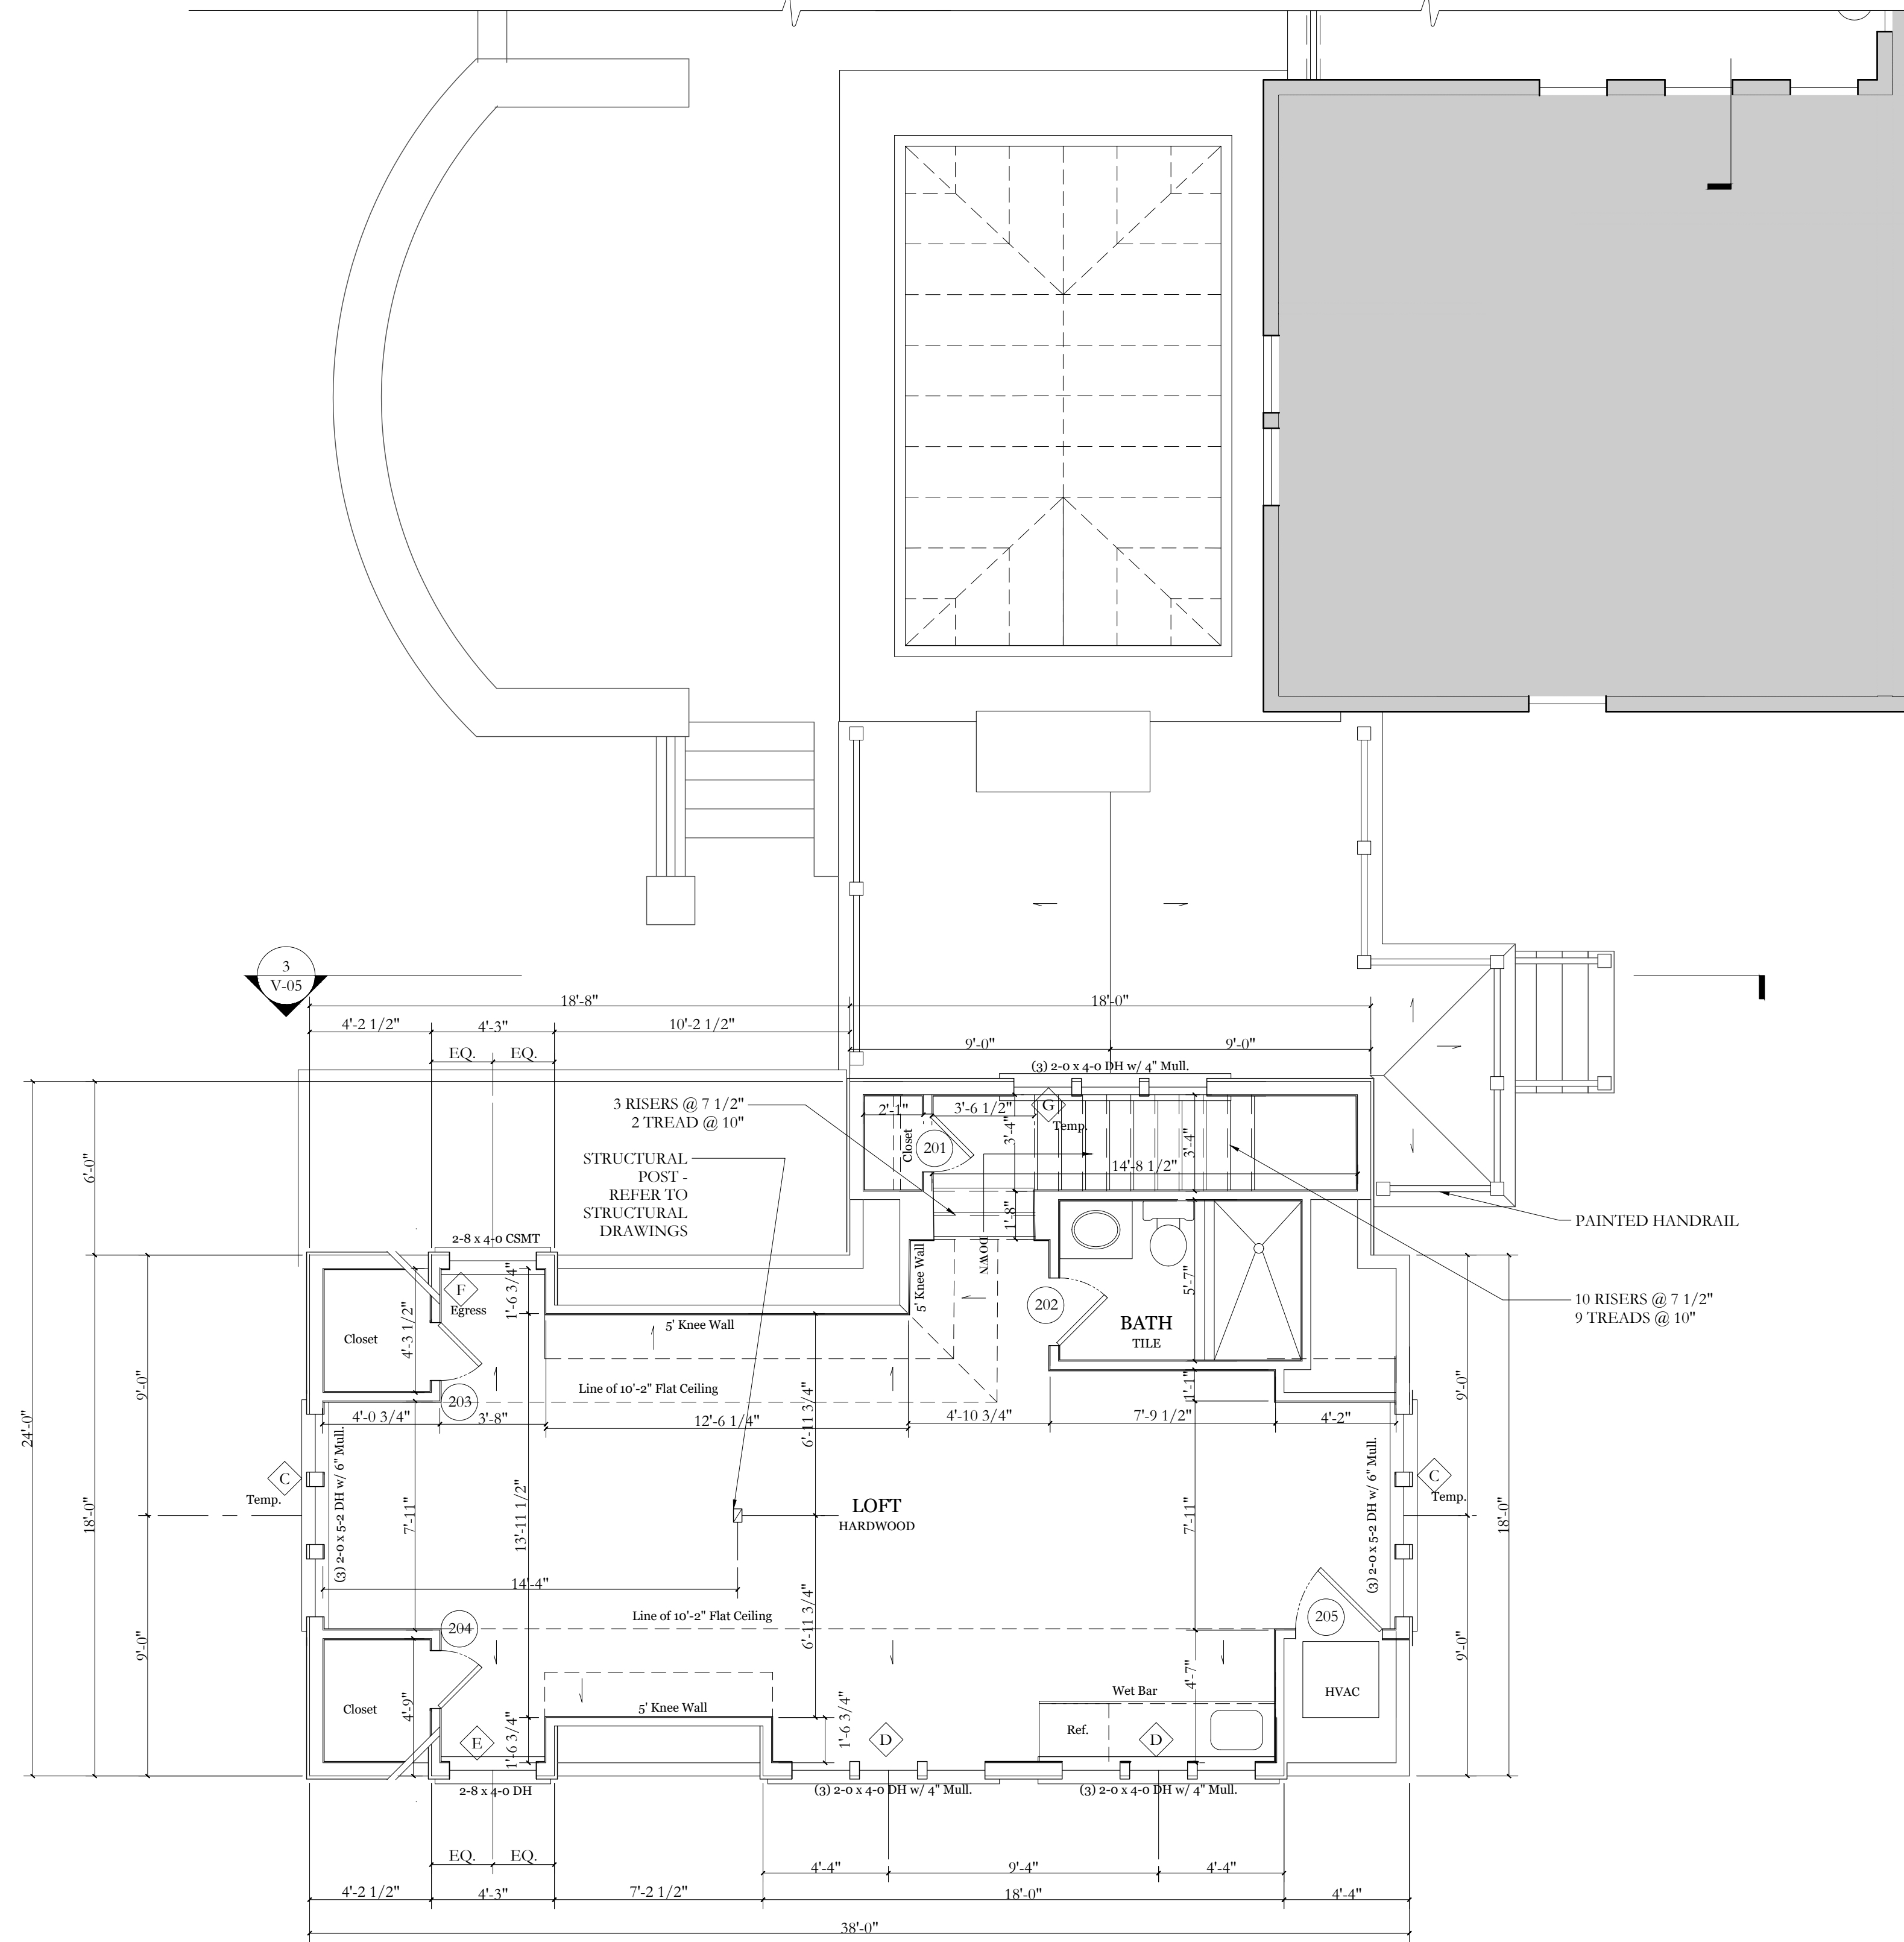 3
V-05
18'-8"
18'-0"
4'-2 1/2"
4'-3"
10'-2 1/2"
EQ.
EQ.
9'-0"
9'-0"
(3) 2-0 x 4-0 DH w/ 4" Mull.
3 RISERS @ 7 1/2"
2 TREAD @ 10"
2'-1"
3'-6 1/2"
G
Temp.
3'-4"
3'-4"
Closet
201
14'-8 1/2"
STRUCTURAL
POST -
REFER TO
STRUCTURAL
DRAWINGS
6'-0"
1'-8"
DOWN
PAINTED HANDRAIL
2-8 x 4-0 CSMT
F
Egress
1'-6 3/4"
5' Knee Wall
5' Knee Wall
202
5'-7"
BATH
TILE
10 RISERS @ 7 1/2"
9 TREADS @ 10"
Closet
4'-3 1/2"
Line of 10'-2" Flat Ceiling
203
1'-1"
9'-0"
9'-0"
4'-0 3/4"
3'-8"
12'-6 1/4"
6'-11 3/4"
4'-10 3/4"
7'-9 1/2"
4'-2"
24'-0"
18'-0"
C
Temp.
(3) 2-0 x 5-2 DH w/ 6" Mull.
7'-11"
13'-11 1/2"
LOFT
HARDWOOD
7'-11"
(3) 2-0 x 5-2 DH w/ 6" Mull.
C
Temp.
18'-0"
14'-4"
6'-11 3/4"
Line of 10'-2" Flat Ceiling
204
205
9'-0"
9'-0"
Closet
4'-9"
1'-6 3/4"
E
5' Knee Wall
1'-6 3/4"
D
4'-7"
Wet Bar
Ref.
D
HVAC
2-8 x 4-0 DH
(3) 2-0 x 4-0 DH w/ 4" Mull.
(3) 2-0 x 4-0 DH w/ 4" Mull.
EQ.
EQ.
4'-4"
9'-4"
4'-4"
4'-2 1/2"
4'-3"
7'-2 1/2"
18'-0"
4'-4"
38'-0"